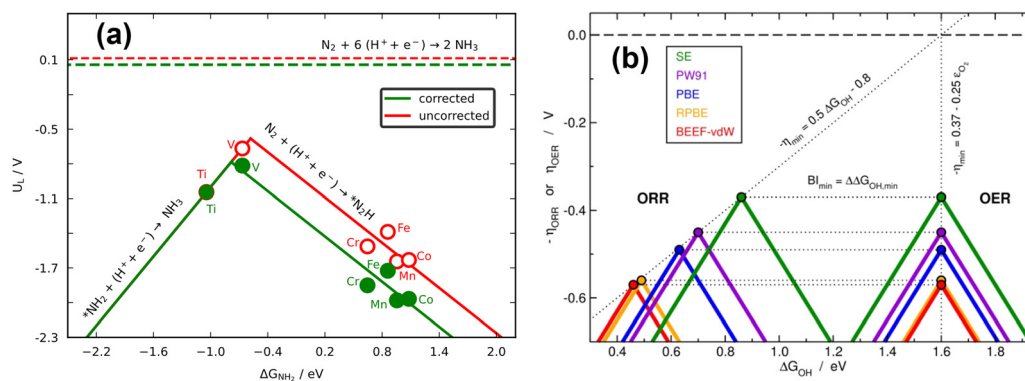 (a)
N₂ + 6 (H⁺+ e⁻) → 2 NH₃
0.1
-0.5
-1.1
-1.7
-2.3
U_L / V
corrected
uncorrected
N₂ + (H⁺+ e⁻) → *N₂H
*NH₂ + (H⁺+ e⁻) → NH₃
V
V
Ti
Ti
Fe
Cr
Co
Fe
Mn
Cr
Mn
Co
-2.2
-1.6
-1.0
-0.4
0.2
0.8
1.4
2.0
ΔG_NH₂ / eV
(b)
0.0
-0.2
-0.4
-0.6
- η_ORR or η_OER / V
SE
PW91
PBE
RPBE
BEEF-vdW
-η_min = 0.5 ΔG_OH - 0.8
-η_min = 0.37 - 0.25 ε_O₂
BI_min = ΔΔG_OH,min
ORR
OER
0.4
0.6
0.8
1.0
1.2
1.4
1.6
1.8
ΔG_OH / eV